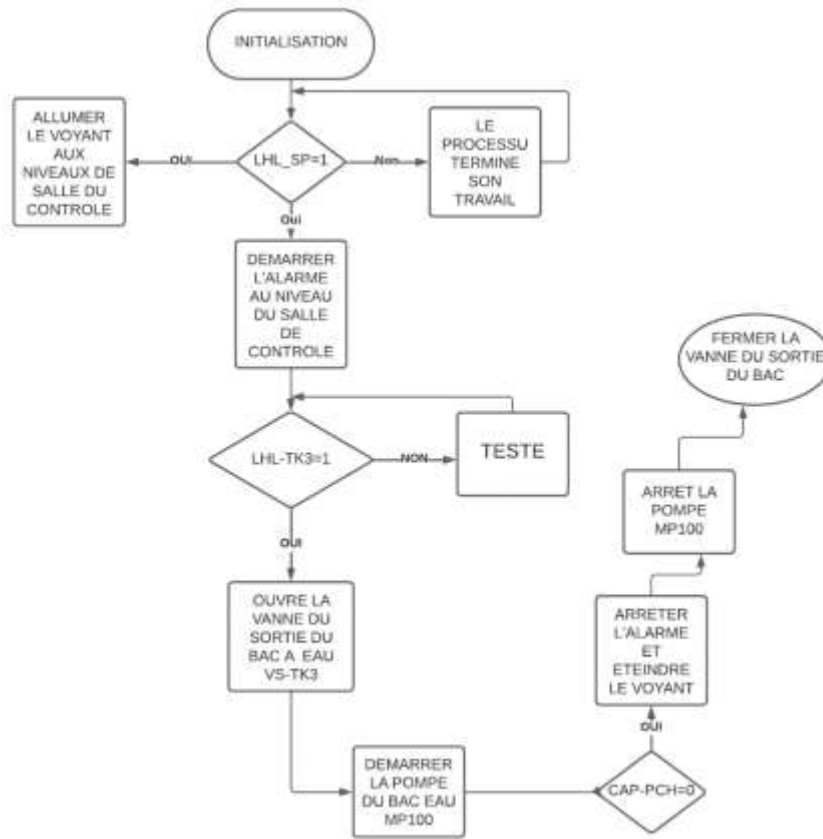 INITIALISATION
ALLUMER
LE VOYANT
AUX
NIVEAUX DE
SALLE DU
CONTROLE
OUI
LHL_SP=1
Non
LE
PROCESSU
TERMINE
SON
TRAVAIL
Oui
DEMARRER
L'ALARME
AU NIVEAU
DU SALLE
DE
CONTROLE
LHL-TK3=1
NON
TESTE
OUI
OUVRE LA
VANNE DU
SORTIE DU
BAC A EAU
VS-TK3
DEMARRER
LA POMPE
DU BAC EAU
MP100
CAP-PCH=0
OUI
ARRETER
L'ALARME
ET
ETEINDRE
LE VOYANT
ARRET LA
POMPE
MP100
FERMER LA
VANNE DU SORTIE
DU BAC